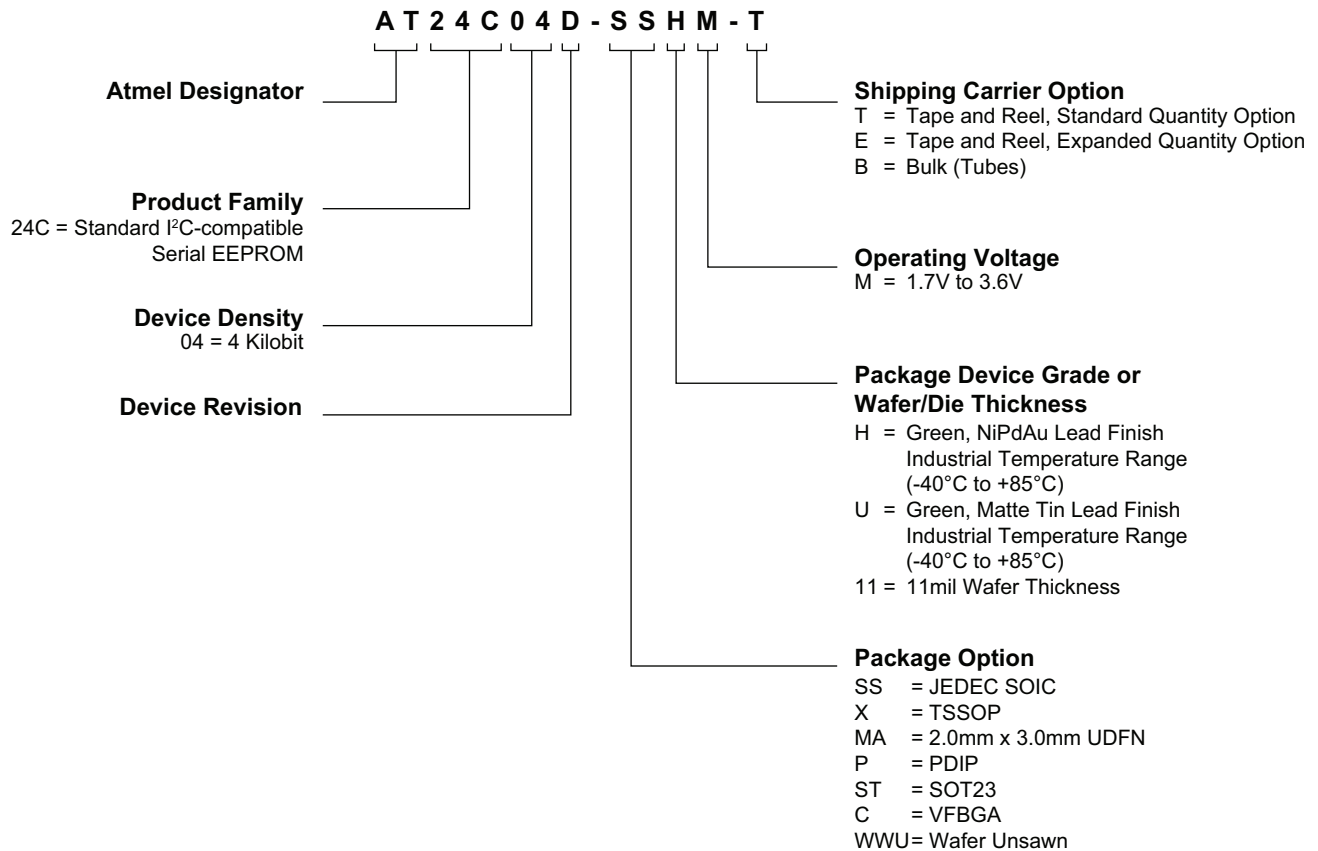 A T 2 4 C 0 4 D - S S H M - T
Atmel Designator
Product Family
24C = Standard I²C-compatible
Serial EEPROM
Device Density
04 = 4 Kilobit
Device Revision
Shipping Carrier Option
T = Tape and Reel, Standard Quantity Option
E = Tape and Reel, Expanded Quantity Option
B = Bulk (Tubes)
Operating Voltage
M = 1.7V to 3.6V
Package Device Grade or
Wafer/Die Thickness
H = Green, NiPdAu Lead Finish
Industrial Temperature Range
(-40°C to +85°C)
U = Green, Matte Tin Lead Finish
Industrial Temperature Range
(-40°C to +85°C)
11 = 11mil Wafer Thickness
Package Option
SS = JEDEC SOIC
X = TSSOP
MA = 2.0mm x 3.0mm UDFN
P = PDIP
ST = SOT23
C = VFBGA
WWU= Wafer Unsawn